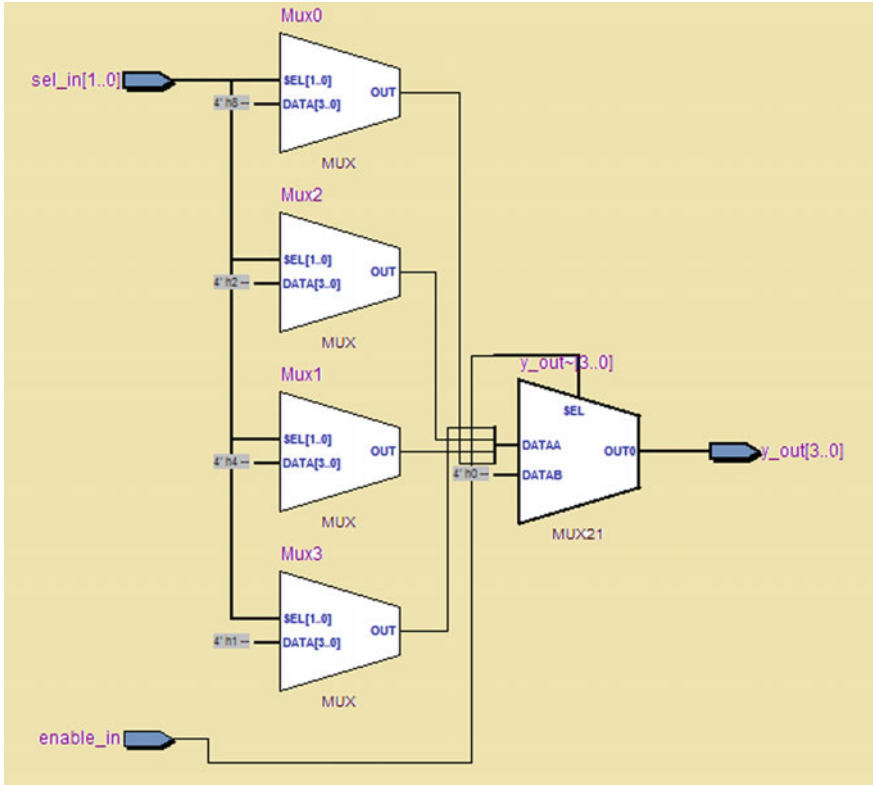 Mux0
sel_in[1..0]
SEL[1..0]
4' h8 --
DATA[3..0]
OUT
MUX
Mux2
SEL[1..0]
4' h2 --
DATA[3..0]
OUT
MUX
Mux1
SEL[1..0]
4' h4 --
DATA[3..0]
OUT
MUX
Mux3
SEL[1..0]
4' h1 --
DATA[3..0]
OUT
MUX
y_out~[3..0]
SEL
DATAA
4' h0 --
DATAB
OUT0
MUX21
y_out[3..0]
enable_in